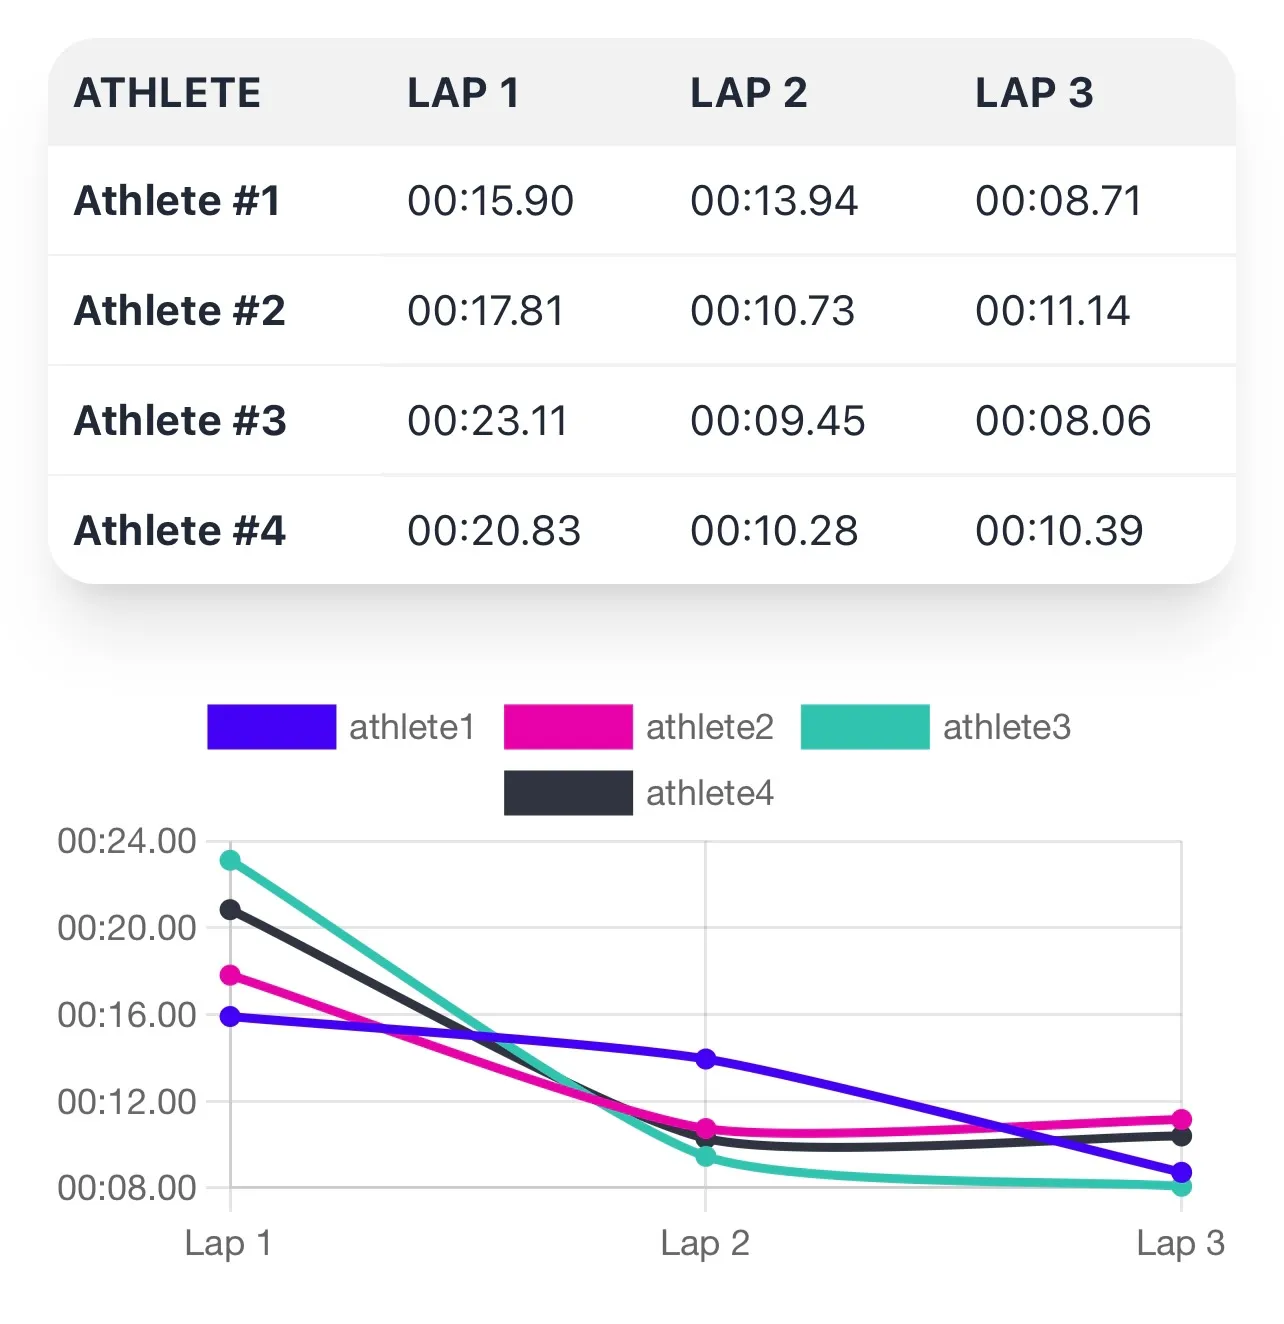 ATHLETE LAP 1 LAP 2 LAP 3
Athlete #1 00:15.90 00:13.94 00:08.71
Athlete #2 00:17.81 00:10.73 00:11.14
Athlete #3 00:23.11 00:09.45 00:08.06
Athlete #4 00:20.83 00:10.28 00:10.39
athlete1 athlete2 athlete3
athlete4
00:24.00
00:20.00
00:16.00
00:12.00
00:08.00
Lap 1 Lap 2 Lap 3